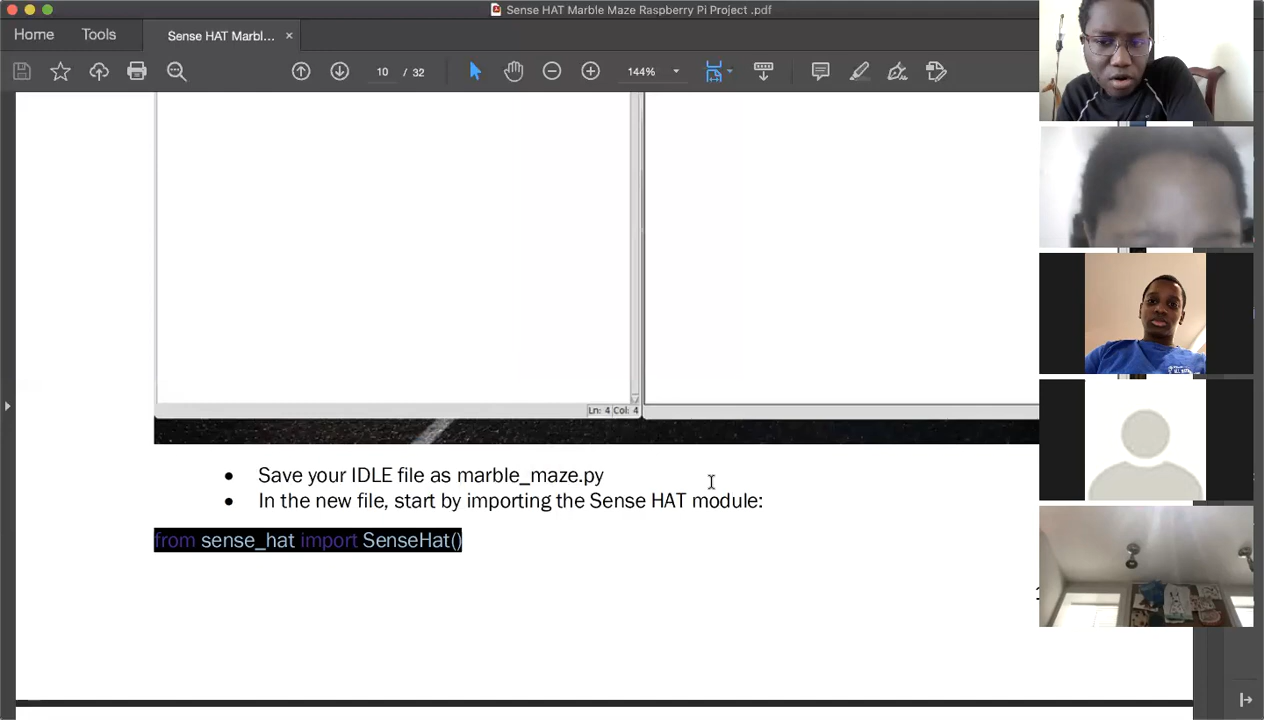 Sense HAT Marble Maze Raspberry Pi Project .pdf
Home Tools Sense HAT Marbl... ×
10 / 32 144%
Ln: 4 Col: 4
• Save your IDLE file as marble_maze.py
• In the new file, start by importing the Sense HAT module:
from sense_hat import SenseHat()